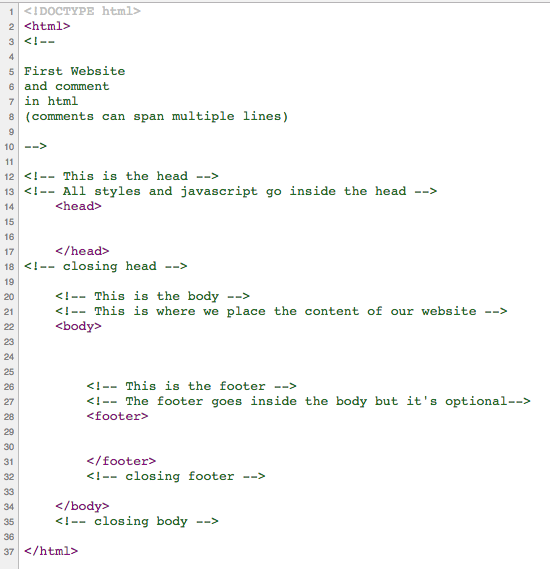 1 <!DOCTYPE html>
2 <html>
3 <!--
4
5 First Website
6 and comment
7 in html
8 (comments can span multiple lines)
9
10 -->
11
12 <!-- This is the head -->
13 <!-- All styles and javascript go inside the head -->
14 <head>
15
16
17 </head>
18 <!-- closing head -->
19
20 <!-- This is the body -->
21 <!-- This is where we place the content of our website -->
22 <body>
23
24
25
26 <!-- This is the footer -->
27 <!-- The footer goes inside the body but it's optional-->
28 <footer>
29
30
31 </footer>
32 <!-- closing footer -->
33
34 </body>
35 <!-- closing body -->
36
37 </html>